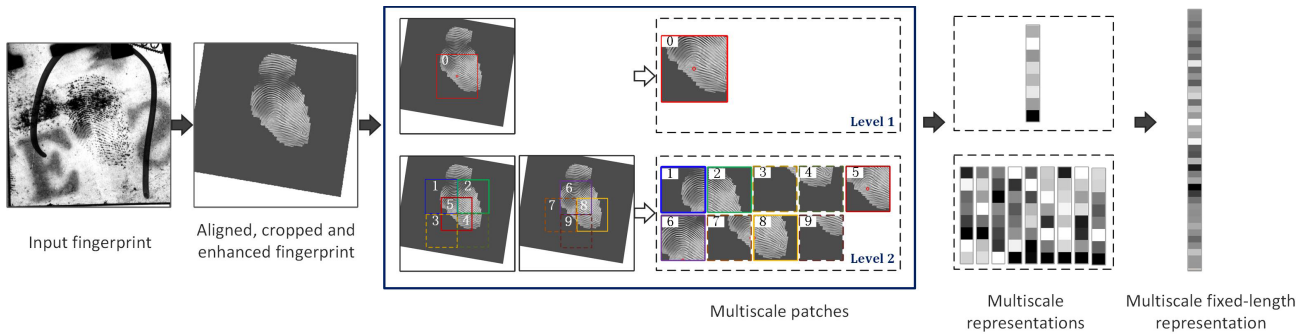 Input fingerprint
Aligned, cropped and
enhanced fingerprint
0
0
Level 1
1 2
5
3 4
6
7 8
9
1 2 3 4 5
6 7 8 9
Level 2
Multiscale patches
Multiscale
representations
Multiscale fixed-length
representation